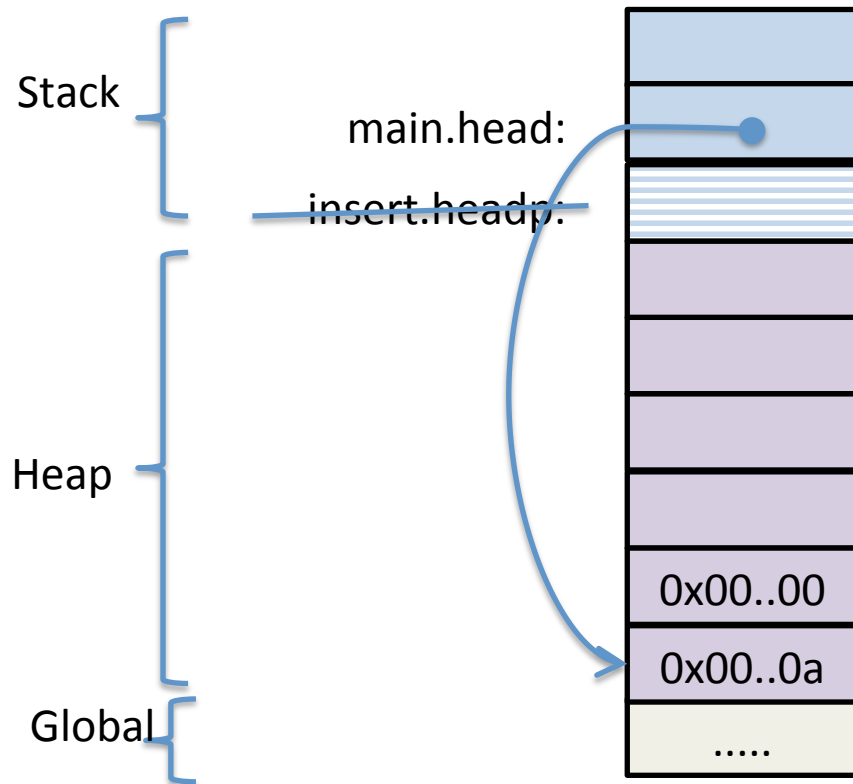 Stack
main.head:
insert.headp:
Heap
0x00..00
0x00..0a
Global
.....